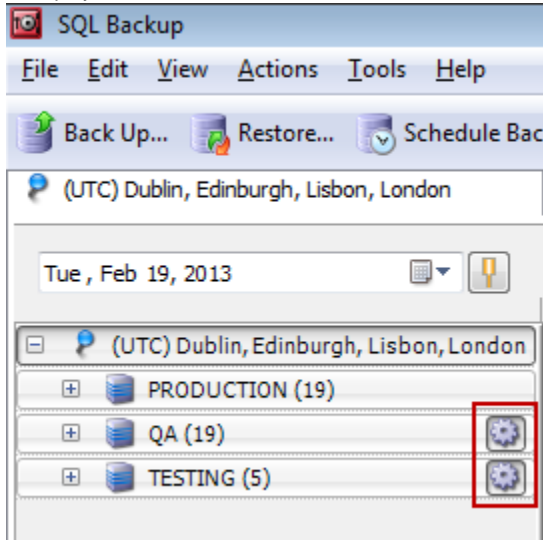 SQL Backup
File Edit View Actions Tools Help
Back Up... Restore... Schedule Bac
(UTC) Dublin, Edinburgh, Lisbon, London
Tue , Feb 19, 2013
(UTC) Dublin, Edinburgh, Lisbon, London
PRODUCTION (19)
QA (19)
TESTING (5)